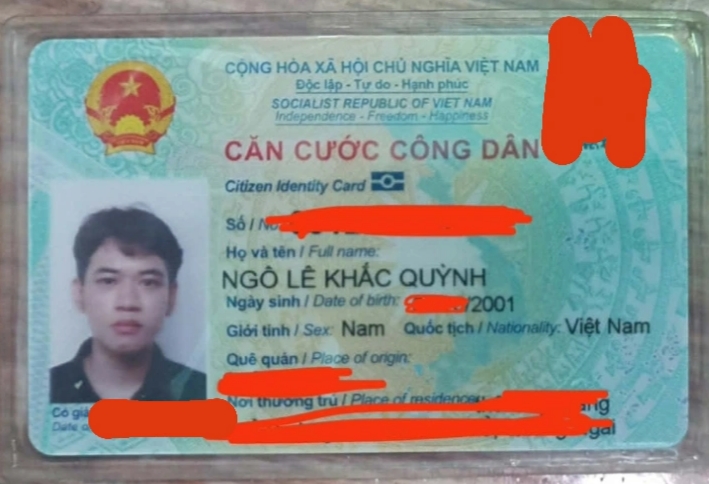 CỘNG HÒA XÃ HỘI CHỦ NGHĨA VIỆT NAM
Độc lập - Tự do - Hạnh phúc
SOCIALIST REPUBLIC OF VIET NAM
Independence - Freedom - Happiness
CĂN CƯỚC CÔNG DÂN
Citizen Identity Card
Số / No
Họ và tên / Full name:
NGÔ LÊ KHẮC QUỲNH
Ngày sinh / Date of birth: /2001
Giới tính / Sex: Nam Quốc tịch / Nationality: Việt Nam
Quê quán / Place of origin:
Nơi thường trú / Place of residence:
Có giá
Date